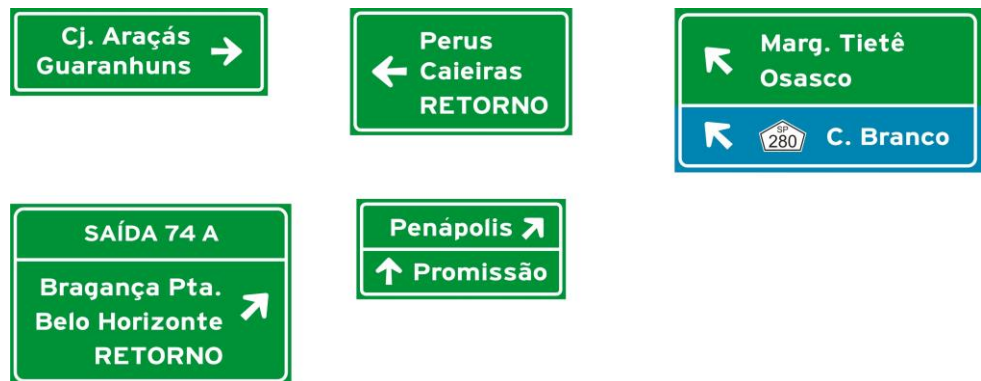 Cj. Araçás
Guaranhuns
Perus
Caieiras
RETORNO
Marg. Tietê
Osasco
SP
280
C. Branco
SAÍDA 74 A
Bragança Pta.
Belo Horizonte
RETORNO
Penápolis
Promissão